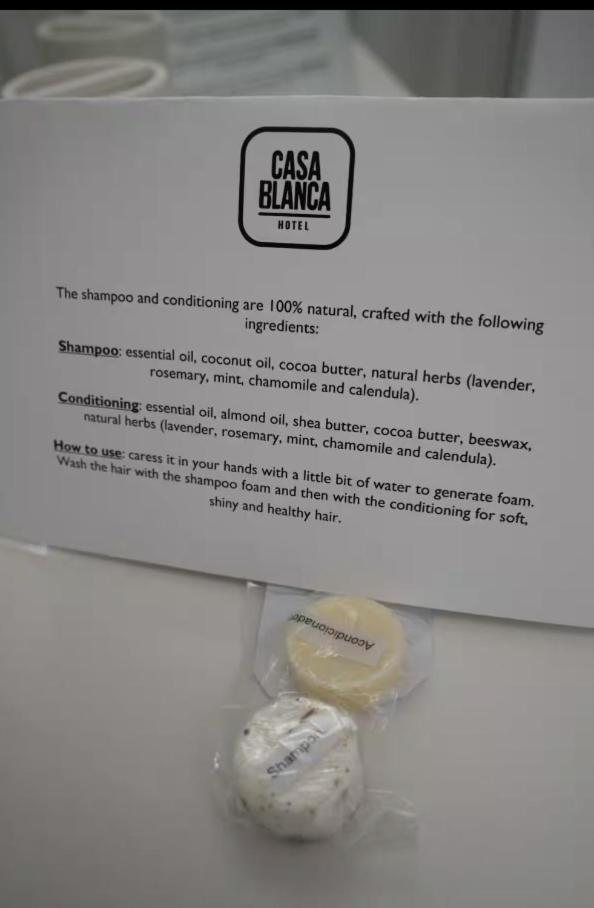 CASA
BLANCA
HOTEL
The shampoo and conditioning are 100% natural, crafted with the following
ingredients:
Shampoo: essential oil, coconut oil, cocoa butter, natural herbs (lavender,
rosemary, mint, chamomile and calendula).
Conditioning: essential oil, almond oil, shea butter, cocoa butter, beeswax,
natural herbs (lavender, rosemary, mint, chamomile and calendula).
How to use: caress it in your hands with a little bit of water to generate foam.
Wash the hair with the shampoo foam and then with the conditioning for soft,
shiny and healthy hair.
Acondicionado
Shampoo